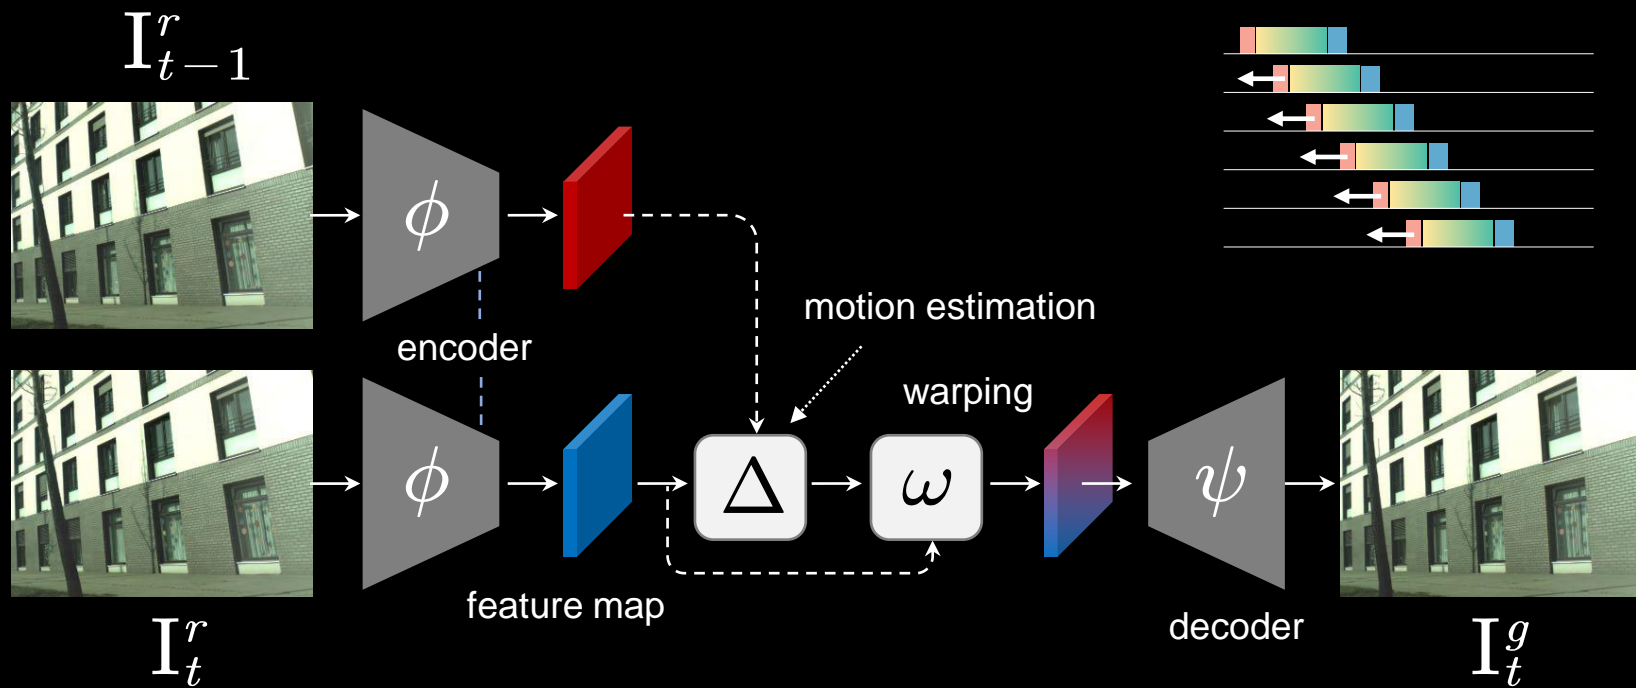 I^r_{t-1}
ϕ
motion estimation
encoder
warping
ϕ
Δ
ω
ψ
feature map
decoder
I^r_t
I^g_t